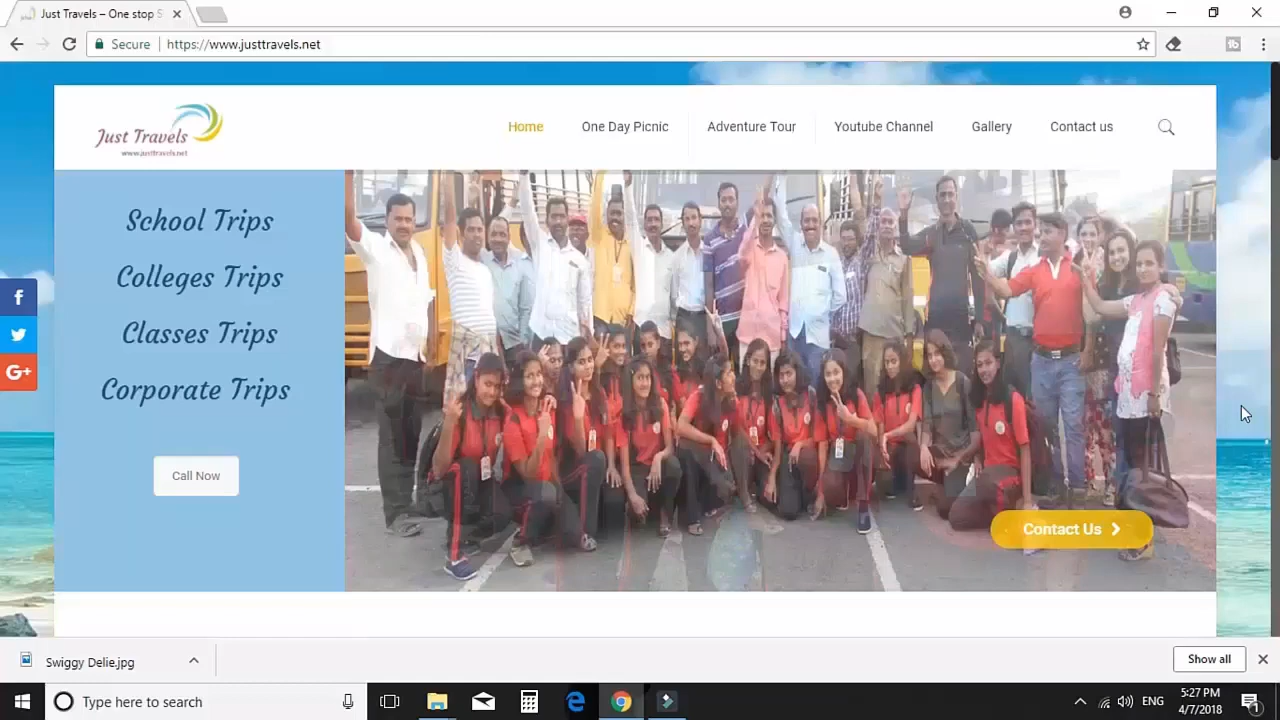 Just Travels – One stop S
Secure
https://www.justtravels.net
Just Travels
www.justtravels.net
Home
One Day Picnic
Adventure Tour
Youtube Channel
Gallery
Contact us
School Trips
Colleges Trips
Classes Trips
Corporate Trips
Call Now
f
G+
Contact Us
Swiggy Delie.jpg
Show all
Type here to search
ENG
5:27 PM
4/7/2018
1